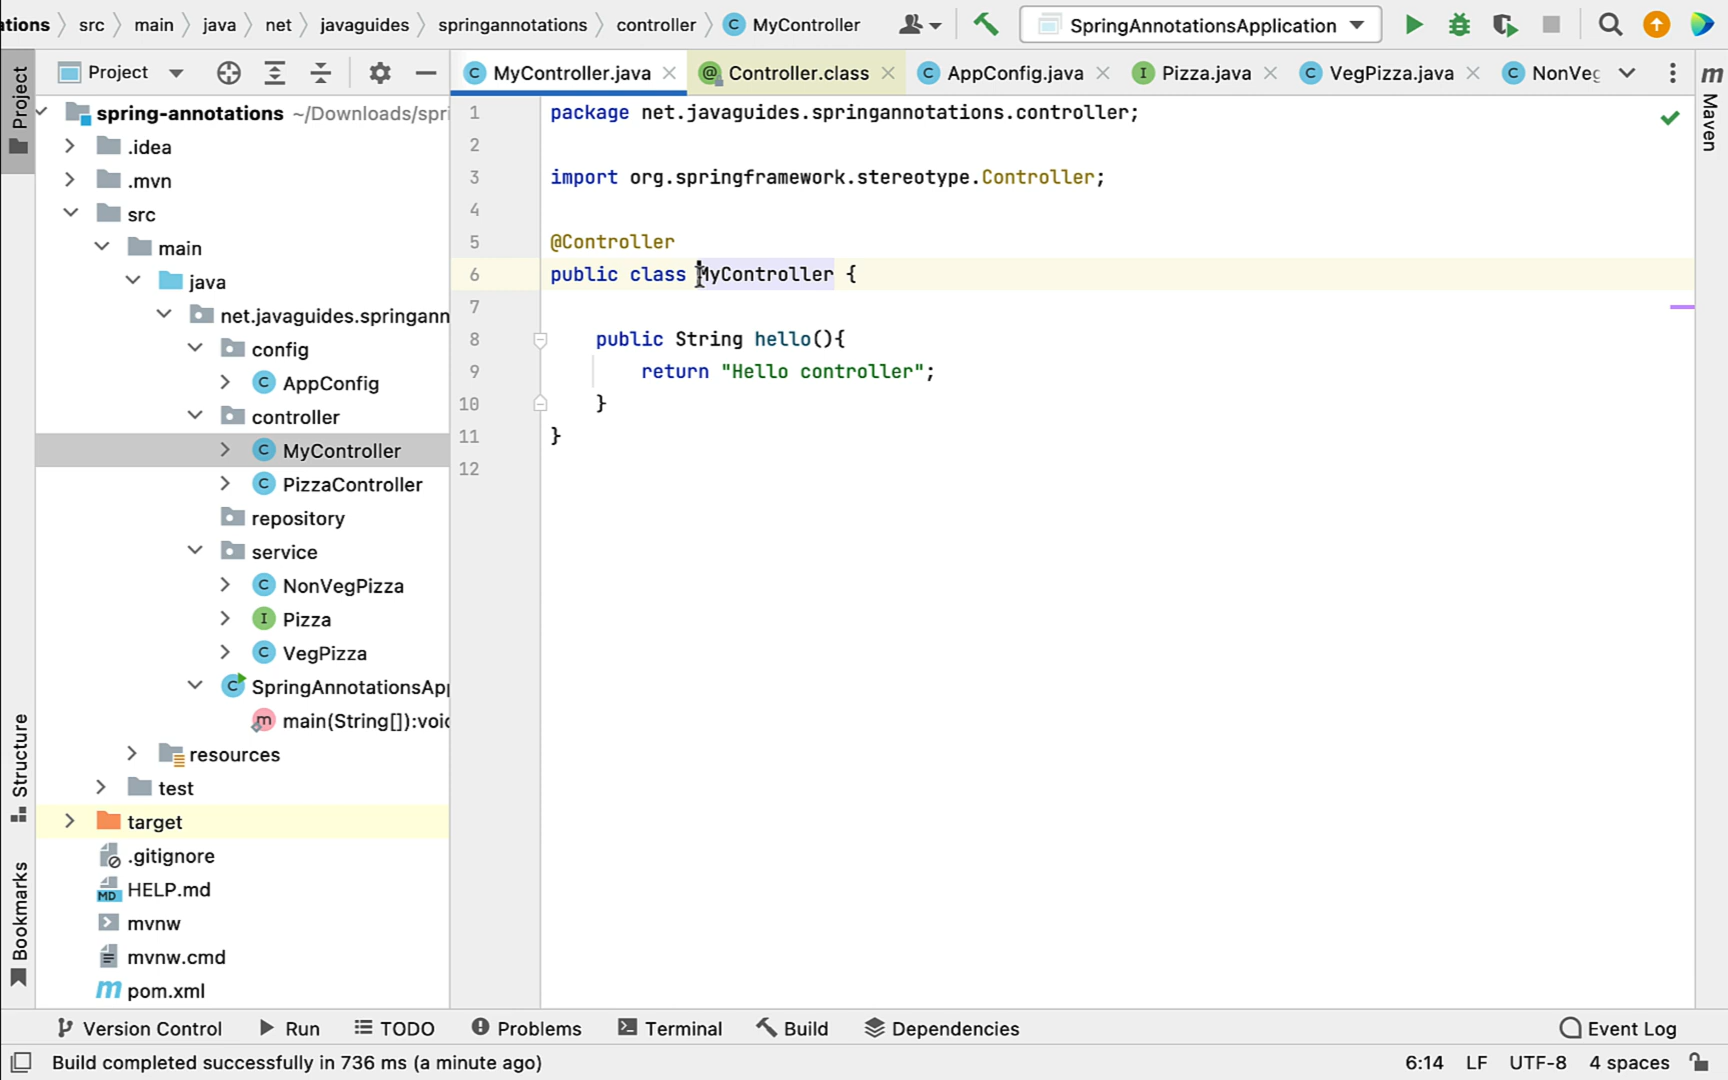 ations src main java net javaguides springannotations controller MyController SpringAnnotationsApplication
Project MyController.java Controller.class AppConfig.java Pizza.java VegPizza.java NonVeg
Project
Maven
Structure
Bookmarks
spring-annotations ~/Downloads/spri
.idea
.mvn
src
main
java
net.javaguides.springann
config
AppConfig
controller
MyController
PizzaController
repository
service
NonVegPizza
Pizza
VegPizza
SpringAnnotationsApp
main(String[]):voic
resources
test
target
.gitignore
HELP.md
mvnw
mvnw.cmd
pom.xml
1 package net.javaguides.springannotations.controller;
2
3 import org.springframework.stereotype.Controller;
4
5 @Controller
6 public class MyController {
7
8 public String hello(){
9 return "Hello controller";
10 }
11 }
12
Version Control Run TODO Problems Terminal Build Dependencies Event Log
Build completed successfully in 736 ms (a minute ago) 6:14 LF UTF-8 4 spaces